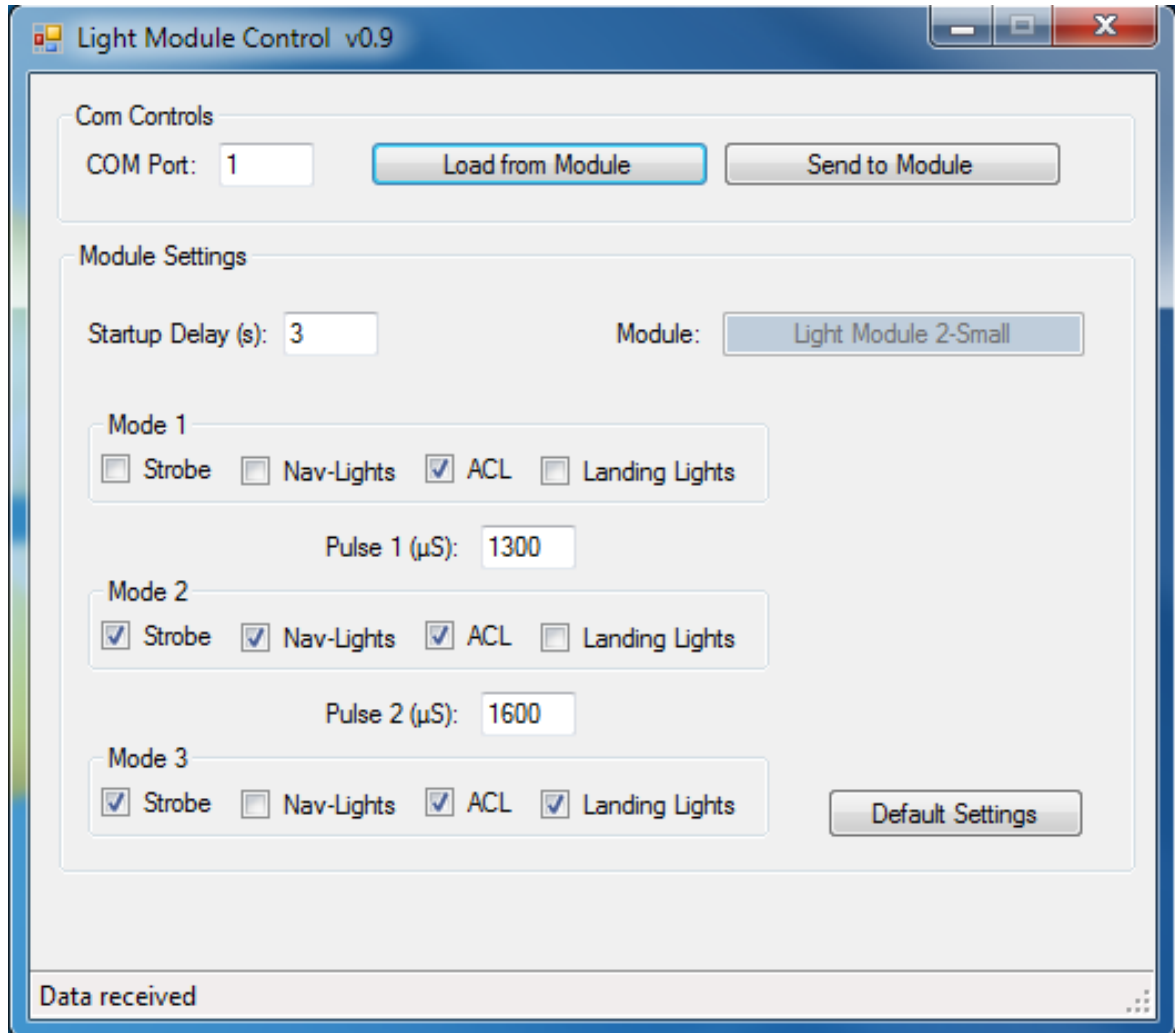 Light Module Control v0.9
Com Controls
COM Port: 1 Load from Module Send to Module
Module Settings
Startup Delay (s): 3 Module: Light Module 2-Small
Mode 1
Strobe Nav-Lights ACL Landing Lights
Pulse 1 (µS): 1300
Mode 2
Strobe Nav-Lights ACL Landing Lights
Pulse 2 (µS): 1600
Mode 3
Strobe Nav-Lights ACL Landing Lights
Default Settings
Data received